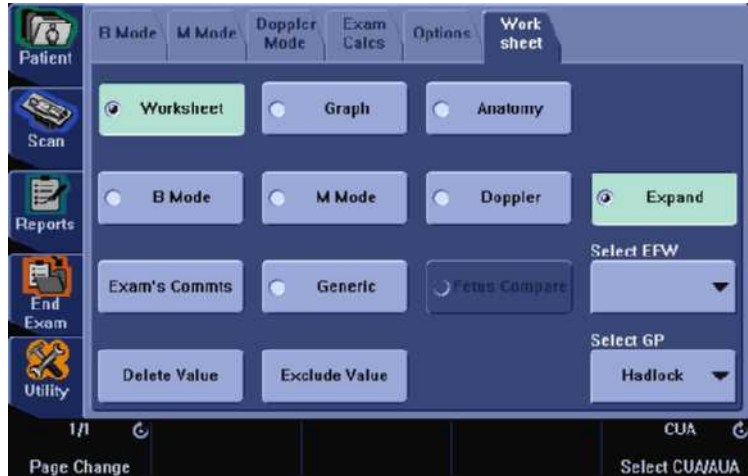 Patient
B Mode
M Mode
Doppler
Mode
Exam
Calcs
Options
Work
sheet
Worksheet
Graph
Anatomy
Scan
B Mode
M Mode
Doppler
Expand
Reports
Select EFW
Exam's Commts
Generic
Fetus Compare
End
Exam
Select GP
Delete Value
Exclude Value
Hadlock
Utility
1/1
CUA
Page Change
Select CUA/AUA